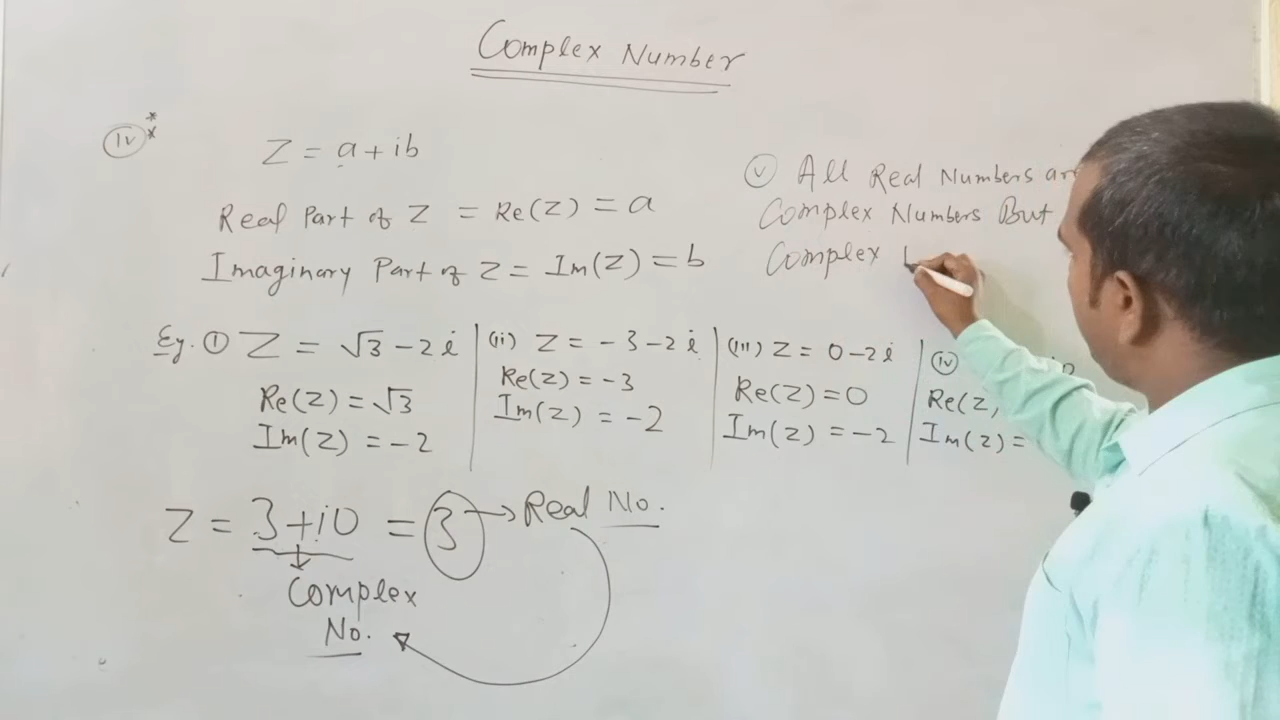 Complex Number
(iv)**
Z = a + ib
Real Part of Z = Re(Z) = a
Imaginary Part of Z = Im(Z) = b
(v) All Real Numbers are
Complex Numbers But
Complex
Eg. (1) Z = √3 - 2i
Re(Z) = √3
Im(Z) = -2
(ii) Z = -3 - 2i
Re(Z) = -3
Im(Z) = -2
(iii) Z = 0 - 2i
Re(Z) = 0
Im(Z) = -2
(iv)
Re(Z
Im(Z) =
Z = 3 + i0 = 3 → Real No.
Complex
No.